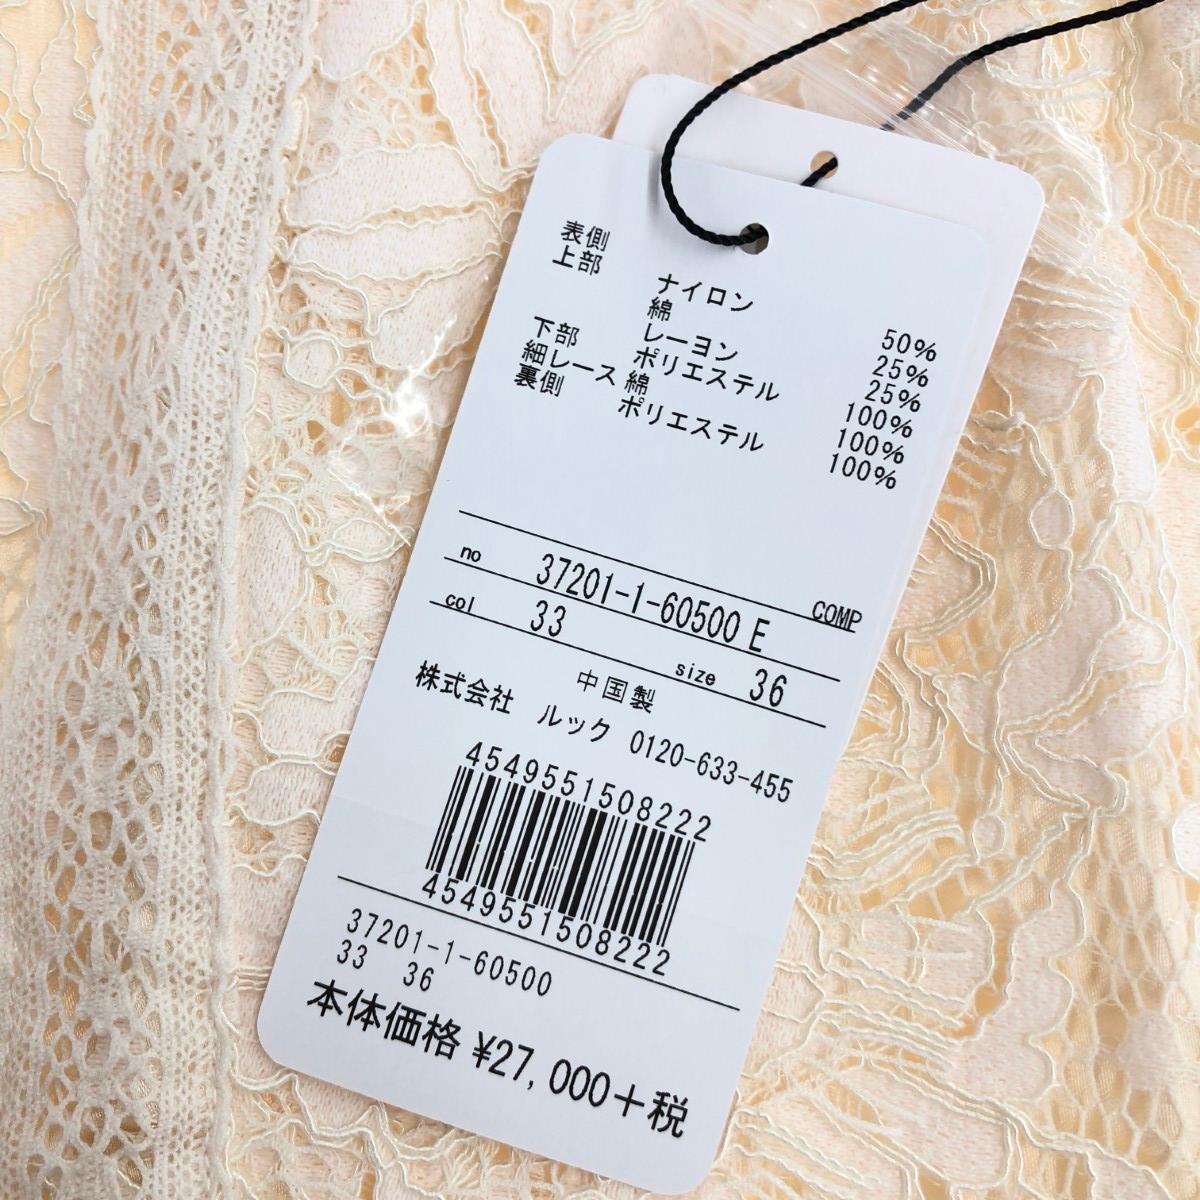 表側
上部
ナイロン 50%
綿 25%
レーヨン 25%
下部 ポリエステル 100%
細レース 綿 100%
裏側 ポリエステル 100%
COMP
no 37201-1-60500 E
col 33 size 36
中国製
株式会社 ルック 0120-633-455
4549551508222
4549551508222
37201-1-60500
33 36
本体価格 ¥27,000+税